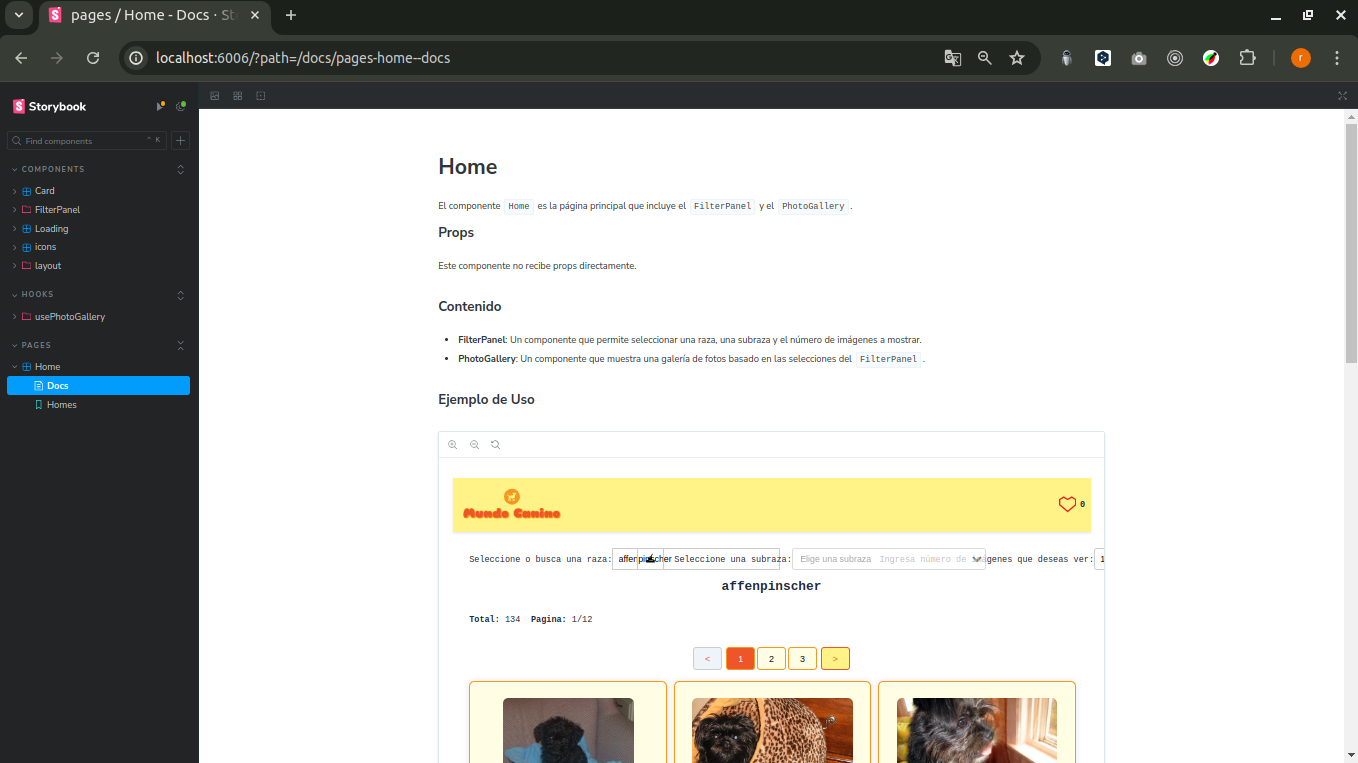 pages / Home - Docs · St
localhost:6006/?path=/docs/pages-home--docs
r
Storybook
Find components
⌃ K
COMPONENTS
Card
FilterPanel
Loading
icons
layout
HOOKS
usePhotoGallery
PAGES
Home
Docs
Homes
Home
El componente Home es la página principal que incluye el FilterPanel y el PhotoGallery .
Props
Este componente no recibe props directamente.
Contenido
• FilterPanel: Un componente que permite seleccionar una raza, una subraza y el número de imágenes a mostrar.
• PhotoGallery: Un componente que muestra una galería de fotos basado en las selecciones del FilterPanel .
Ejemplo de Uso
Mundo Canino
0
Seleccione o busca una raza: affenpinscher Seleccione una subraza: Elige una subraza Ingresa número de imágenes que deseas ver: 1
affenpinscher
Total: 134 Pagina: 1/12
< 1 2 3 >